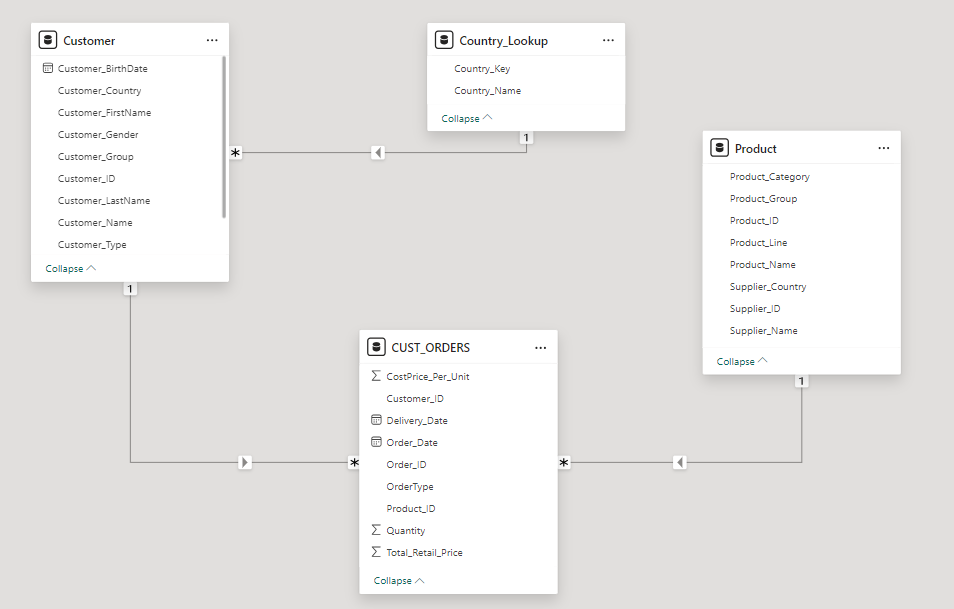 Customer
Customer_BirthDate
Customer_Country
Customer_FirstName
Customer_Gender
Customer_Group
Customer_ID
Customer_LastName
Customer_Name
Customer_Type
Collapse
Country_Lookup
Country_Key
Country_Name
Collapse
1
*
Product
Product_Category
Product_Group
Product_ID
Product_Line
Product_Name
Supplier_Country
Supplier_ID
Supplier_Name
Collapse
1
1
CUST_ORDERS
CostPrice_Per_Unit
Customer_ID
Delivery_Date
Order_Date
Order_ID
OrderType
Product_ID
Quantity
Total_Retail_Price
Collapse
*
*